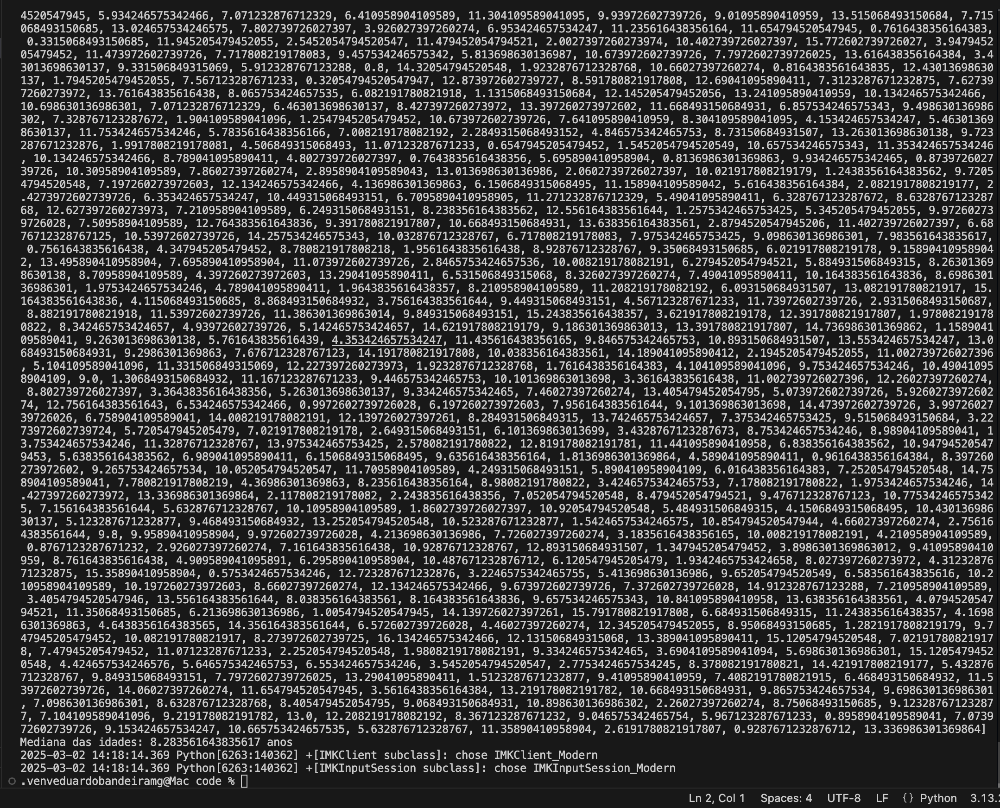 4520547945, 5.934246575342466, 7.071232876712329, 6.410958904109589, 11.304109589041095, 9.93972602739726, 9.01095890410959, 13.515068493150684, 7.715
068493150685, 13.024657534246575, 7.802739726027397, 3.926027397260274, 6.953424657534247, 11.235616438356164, 11.654794520547945, 0.7616438356164383,
0.3315068493150685, 11.945205479452055, 2.5452054794520547, 11.479452054794521, 2.0027397260273974, 10.402739726027397, 15.772602739726027, 3.9479452
05479452, 11.473972602739726, 7.717808219178083, 9.457534246575342, 5.813698630136987, 10.673972602739726, 7.7972602739726025, 13.616438356164384, 3.4
3013698630137, 9.331506849315069, 5.912328767123288, 0.8, 14.32054794520548, 1.9232876712328768, 10.66027397260274, 0.8164383561643835, 12.43013698630
137, 1.7945205479452055, 7.567123287671233, 0.32054794520547947, 12.873972602739727, 8.591780821917808, 12.69041095890411, 7.3123287671232875, 7.62739
7260273972, 13.761643835616438, 8.065753424657535, 6.082191780821918, 1.1315068493150684, 12.145205479452056, 13.241095890410959, 10.134246575342466,
10.698630136986301, 7.071232876712329, 6.463013698630137, 8.427397260273972, 13.397260273972602, 11.668493150684931, 6.857534246575343, 9.498630136986
302, 7.328767123287672, 1.904109589041096, 1.2547945205479452, 10.673972602739726, 7.641095890410959, 8.304109589041095, 4.153424657534247, 5.46301369
8630137, 11.753424657534246, 5.7835616438356166, 7.008219178082192, 2.2849315068493152, 4.846575342465753, 8.73150684931507, 13.263013698630138, 9.723
287671232876, 1.9917808219178081, 4.506849315068493, 11.07123287671233, 0.6547945205479452, 1.5452054794520549, 10.657534246575343, 11.353424657534246
, 10.134246575342466, 8.789041095890411, 4.802739726027397, 0.7643835616438356, 5.695890410958904, 0.8136986301369863, 9.934246575342465, 0.8739726027
39726, 10.30958904109589, 7.86027397260274, 2.8958904109589043, 13.013698630136986, 2.0602739726027397, 10.021917808219179, 1.2438356164383562, 9.7205
4794520548, 7.197260273972603, 12.134246575342466, 4.136986301369863, 6.1506849315068495, 11.158904109589042, 5.616438356164384, 2.0821917808219177, 2
.4273972602739726, 6.353424657534247, 10.449315068493151, 6.7095890410958905, 11.271232876712329, 5.49041095890411, 6.328767123287672, 8.6328767123287
68, 12.627397260273973, 7.210958904109589, 6.249315068493151, 8.238356164383562, 12.556164383561644, 1.2575342465753425, 5.345205479452055, 9.97260273
9726028, 7.50958904109589, 12.764383561643836, 9.391780821917807, 10.668493150684931, 13.638356164383561, 2.8794520547945206, 11.402739726027397, 6.68
76712328767125, 10.53972602739726, 14.257534246575343, 10.032876712328767, 6.717808219178083, 7.97534246753425, 9.098630136986301, 7.983561643835617,
0.7561643835616438, 4.347945205479452, 8.780821917808218, 1.9561643835616438, 8.92876712328767, 9.35068493150685, 6.021917808219178, 9.15890410958904
2, 13.495890410958904, 7.695890410958904, 11.073972602739726, 2.8465753424657536, 10.008219178082191, 6.279452054794521, 5.884931506849315, 8.26301369
8630138, 8.70958904109589, 4.397260273972603, 13.29041095890411, 6.531506849315068, 8.326027397260274, 7.49041095890411, 10.164383561643836, 8.6986301
36986301, 1.9753424657534246, 4.789041095890411, 1.9643835616438357, 8.210958904109589, 11.208219178082192, 6.093150684931507, 13.082191780821917, 15.
164383561643836, 4.115068493150685, 8.868493150684932, 3.756164383561644, 9.449315068493151, 4.567123287671233, 11.73972602739726, 2.9315068493150687,
8.882191780821918, 11.53972602739726, 11.386301369863014, 9.849315068493151, 15.243835616438357, 3.621917808219178, 12.391780821917807, 1.97808219178
0822, 8.342465753424657, 4.93972602739726, 5.142465753424657, 14.621917808219179, 9.186301369863013, 13.391780821917807, 14.736986301369862, 1.1589041
09589041, 9.263013698630138, 5.761643835616439, 4.353424657534247, 11.435616438356165, 9.846575342465753, 10.893150684931507, 13.553424657534247, 13.0
68493150684931, 9.2986301369863, 7.676712328767123, 14.191780821917808, 10.038356164383561, 14.18904109589042, 2.1945205479452055, 11.002739726027396
, 5.104109589041096, 11.331506849315069, 12.227397260273973, 1.9232876712328768, 1.7616438356164383, 4.104109589041096, 9.753424657534246, 10.49041095
8904109, 9.0, 1.3068493150684932, 11.167123287671233, 9.446575342465753, 10.101369863013698, 3.361643835616438, 11.002739726027396, 12.26027397260274,
8.802739726027397, 3.3643835616438356, 5.263013698630137, 9.334246575342465, 7.46027397260274, 13.405479452054795, 5.073972602739726, 5.92602739726­02
74, 12.756164383561643, 6.534246575342466, 0.9972602739726028, 6.197260273972603, 7.956164383561644, 9.101369863013698, 14.473972602739726, 3.99726027
39726026, 6.758904109589041, 14.008219178082191, 12.139726027397261, 8.284931506849315, 13.742465753424657, 7.375342465753425, 9.515068493150684, 3.22
73972602739724, 5.720547945205479, 7.021917808219178, 2.649315068493151, 6.101369863013699, 3.4328767123287673, 8.753424657534246, 8.98904109589041, 1
3.753424657534246, 11.32876712328767, 13.975342465753425, 2.578082191780822, 12.819178082191781, 11.441095890410958, 6.838356164383562, 10.94794520547
9453, 5.638356164383562, 6.989041095890411, 6.1506849315068495, 9.635616438356164, 1.8136986301369864, 4.589041095890411, 0.9616438356164384, 8.397260
273972602, 9.265753424657534, 10.052054794520547, 11.70958904109589, 4.249315068493151, 5.89041095890­4109, 6.016438356164383, 7.252054794520548, 14.75
8904109589041, 7.780821917808219, 4.36986301369863, 8.235616438356164, 8.98082191780822, 3.4246575342465753, 7.178082191780822, 1.9753424657534246, 14
.427397260273972, 13.336986301369864, 2.117808219178082, 2.243835616438356, 7.052054794520548, 8.479452054794521, 9.476712328767123, 10.77534246575342
5, 7.156164383561644, 5.632876712328767, 10.10958904109589, 1.8602739726027397, 10.92054794520548, 5.484931506849315, 4.1506849315068495, 10.430136986
30137, 5.123287671232877, 9.468493150684932, 13.252054794520548, 10.523287671232877, 1.5424657534246575, 10.854794520547944, 4.66027397260274, 2.75616
4383561644, 9.8, 9.95890410958904, 9.972602739726028, 4.213698630136986, 7.726027397260274, 3.1835616438356165, 10.008219178082191, 4.210958904109589,
0.8767123287671232, 2.926027397260274, 7.161643835616438, 10.92876712328767, 12.893150684931507, 1.347945205479452, 3.8986301369863012, 9.41095890410
959, 8.761643835616438, 4.909589041095891, 6.295890410958904, 10.487671232876712, 6.120547945205479, 1.9342465753424658, 8.027397260273972, 4.31232876
71232875, 15.35890410958904, 0.5753424657534246, 12.723287671232876, 3.2246575342465755, 5.413698630136986, 9.652054794520549, 6.583561643835616, 10.2
10958904109589, 10.197260273972603, 8.66027397260274, 12.134246575342466, 9.673972602739726, 7.372602739726028, 14.912328767123288, 7.210958904109589,
3.4054794520547946, 13.556164383561644, 8.038356164383561, 8.164383561643836, 9.657534246575343, 10.841095890410958, 13.638356164383561, 4.0794520547
94521, 11.35068493150685, 6.213698630136986, 1.0054794520547945, 14.139726027397261, 15.791780821917808, 6.684931506849315, 11.243835616438357, 4.1698
6301369863, 4.6438356164383565, 14.356164383561644, 6.572602739726028, 4.46027397260274, 12.345205479452055, 8.95068493150685, 1.2821917808219179, 9.7
47945205479452, 10.082191780821917, 8.273972602739725, 16.134246575342466, 12.131506849315068, 13.389041095890411, 15.12054794520548, 7.02191780821917
8, 7.47945205479452, 11.07123287671233, 2.252054794520548, 1.9808219178082191, 9.334246575342465, 3.6904109589041094, 5.698630136986301, 15.1205479452
0548, 4.424657534246576, 5.646575342465753, 6.553424657534246, 3.5452054794520547, 2.7753424657534245, 8.378082191780821, 14.421917808219177, 5.432876
712328767, 9.849315068493151, 7.7972602739726025, 13.29041095890411, 1.5123287671232877, 9.41095890410959, 7.4082191780821915, 6.468493150684932, 11.5
3972602739726, 14.06027397260274, 11.654794520547945, 3.5616438356164384, 13.219178082191782, 10.668493150684931, 9.865753424657534, 9.698630136986301
, 7.098630136986301, 8.632876712328768, 8.405479452054795, 9.068493150684931, 10.898630136986302, 2.26027397260274, 8.75068493150685, 9.12328767123287
7, 7.104109589041096, 9.219178082191782, 13.0, 12.208219178082192, 8.367123287671232, 9.046575342465754, 5.967123287671233, 0.8958904109589041, 7.0739
72602739726, 9.153424657534247, 10.665753424657535, 5.632876712328767, 11.35890410958904, 2.6191780821917807, 0.9287671232876712, 13.336986301369864]
Mediana das idades: 8.283561643835617 anos
2025-03-02 14:18:14.369 Python[6263:140362] +[IMKClient subclass]: chose IMKClient_Modern
2025-03-02 14:18:14.369 Python[6263:140362] +[IMKInputSession subclass]: chose IMKInputSession_Modern
.venveduardobandeiramg@Mac code %
Ln 2, Col 1 Spaces: 4 UTF-8 LF {} Python 3.13.